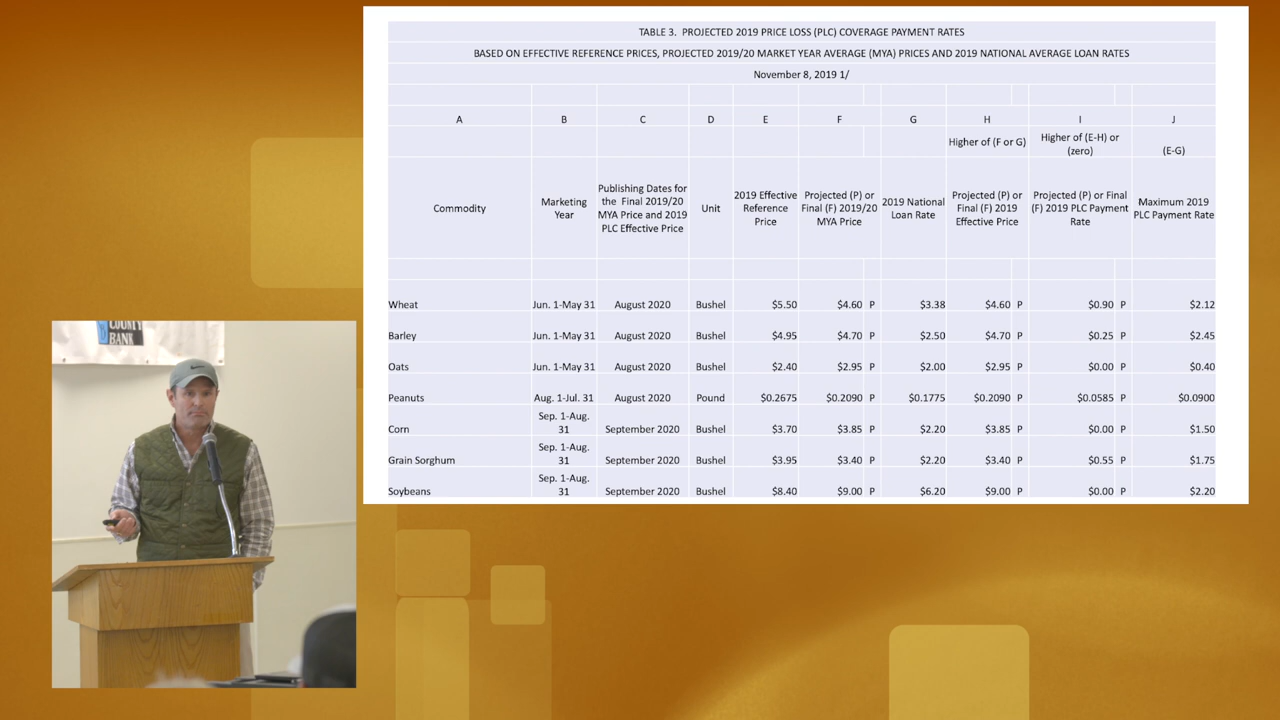 TABLE 3. PROJECTED 2019 PRICE LOSS (PLC) COVERAGE PAYMENT RATES
BASED ON EFFECTIVE REFERENCE PRICES, PROJECTED 2019/20 MARKET YEAR AVERAGE (MYA) PRICES AND 2019 NATIONAL AVERAGE LOAN RATES
November 8, 2019 1/
A B C D E F G H I J
Higher of (F or G) Higher of (E-H) or (zero) (E-G)
Commodity
Marketing
Year
Publishing Dates for
the Final 2019/20
MYA Price and 2019
PLC Effective Price
Unit
2019 Effective
Reference
Price
Projected (P) or
Final (F) 2019/20
MYA Price
2019 National
Loan Rate
Projected (P) or
Final (F) 2019
Effective Price
Projected (P) or Final
(F) 2019 PLC Payment
Rate
Maximum 2019
PLC Payment Rate
Wheat Jun. 1-May 31 August 2020 Bushel $5.50 $4.60 P $3.38 $4.60 P $0.90 P $2.12
Barley Jun. 1-May 31 August 2020 Bushel $4.95 $4.70 P $2.50 $4.70 P $0.25 P $2.45
Oats Jun. 1-May 31 August 2020 Bushel $2.40 $2.95 P $2.00 $2.95 P $0.00 P $0.40
Peanuts Aug. 1-Jul. 31 August 2020 Pound $0.2675 $0.2090 P $0.1775 $0.2090 P $0.0585 P $0.0900
Sep. 1-Aug.
Corn 31 September 2020 Bushel $3.70 $3.85 P $2.20 $3.85 P $0.00 P $1.50
Sep. 1-Aug.
Grain Sorghum 31 September 2020 Bushel $3.95 $3.40 P $2.20 $3.40 P $0.55 P $1.75
Sep. 1-Aug.
Soybeans 31 September 2020 Bushel $8.40 $9.00 P $6.20 $9.00 P $0.00 P $2.20
COUNTY
BANK